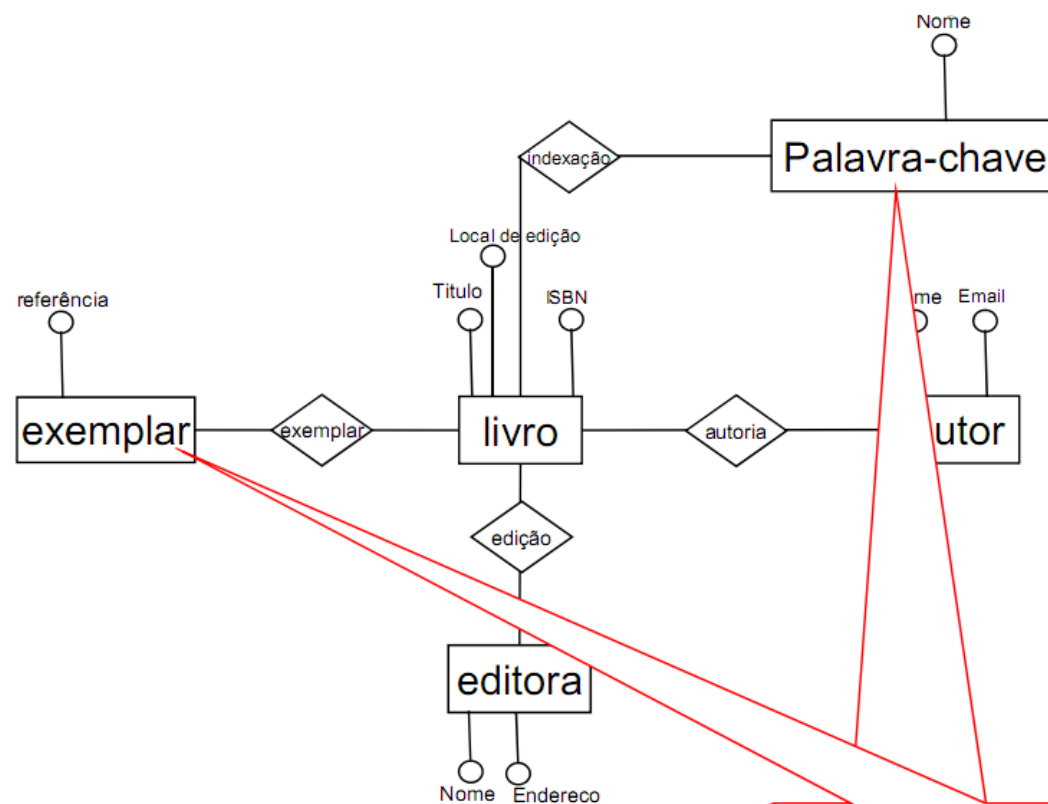 Nome
indexação
Palavra-chave
Local de edição
Titulo
ISBN
referência
me
Email
exemplar
exemplar
livro
autoria
utor
edição
editora
Nome
Endereco